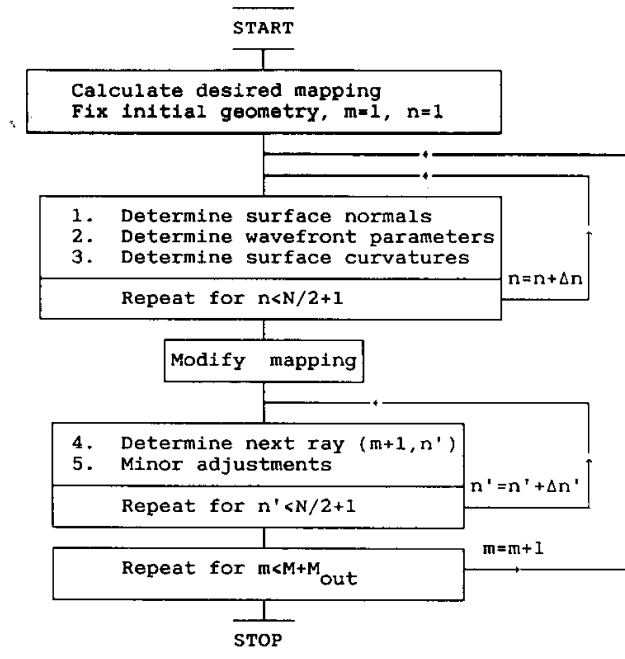 START
Calculate desired mapping
Fix initial geometry, m=1, n=1
1. Determine surface normals
2. Determine wavefront parameters
3. Determine surface curvatures
n=n+Δn
Repeat for n<N/2+1
Modify mapping
4. Determine next ray (m+1,n')
5. Minor adjustments
n'=n'+Δn'
Repeat for n'<N/2+1
m=m+1
Repeat for m<M+M_out
STOP